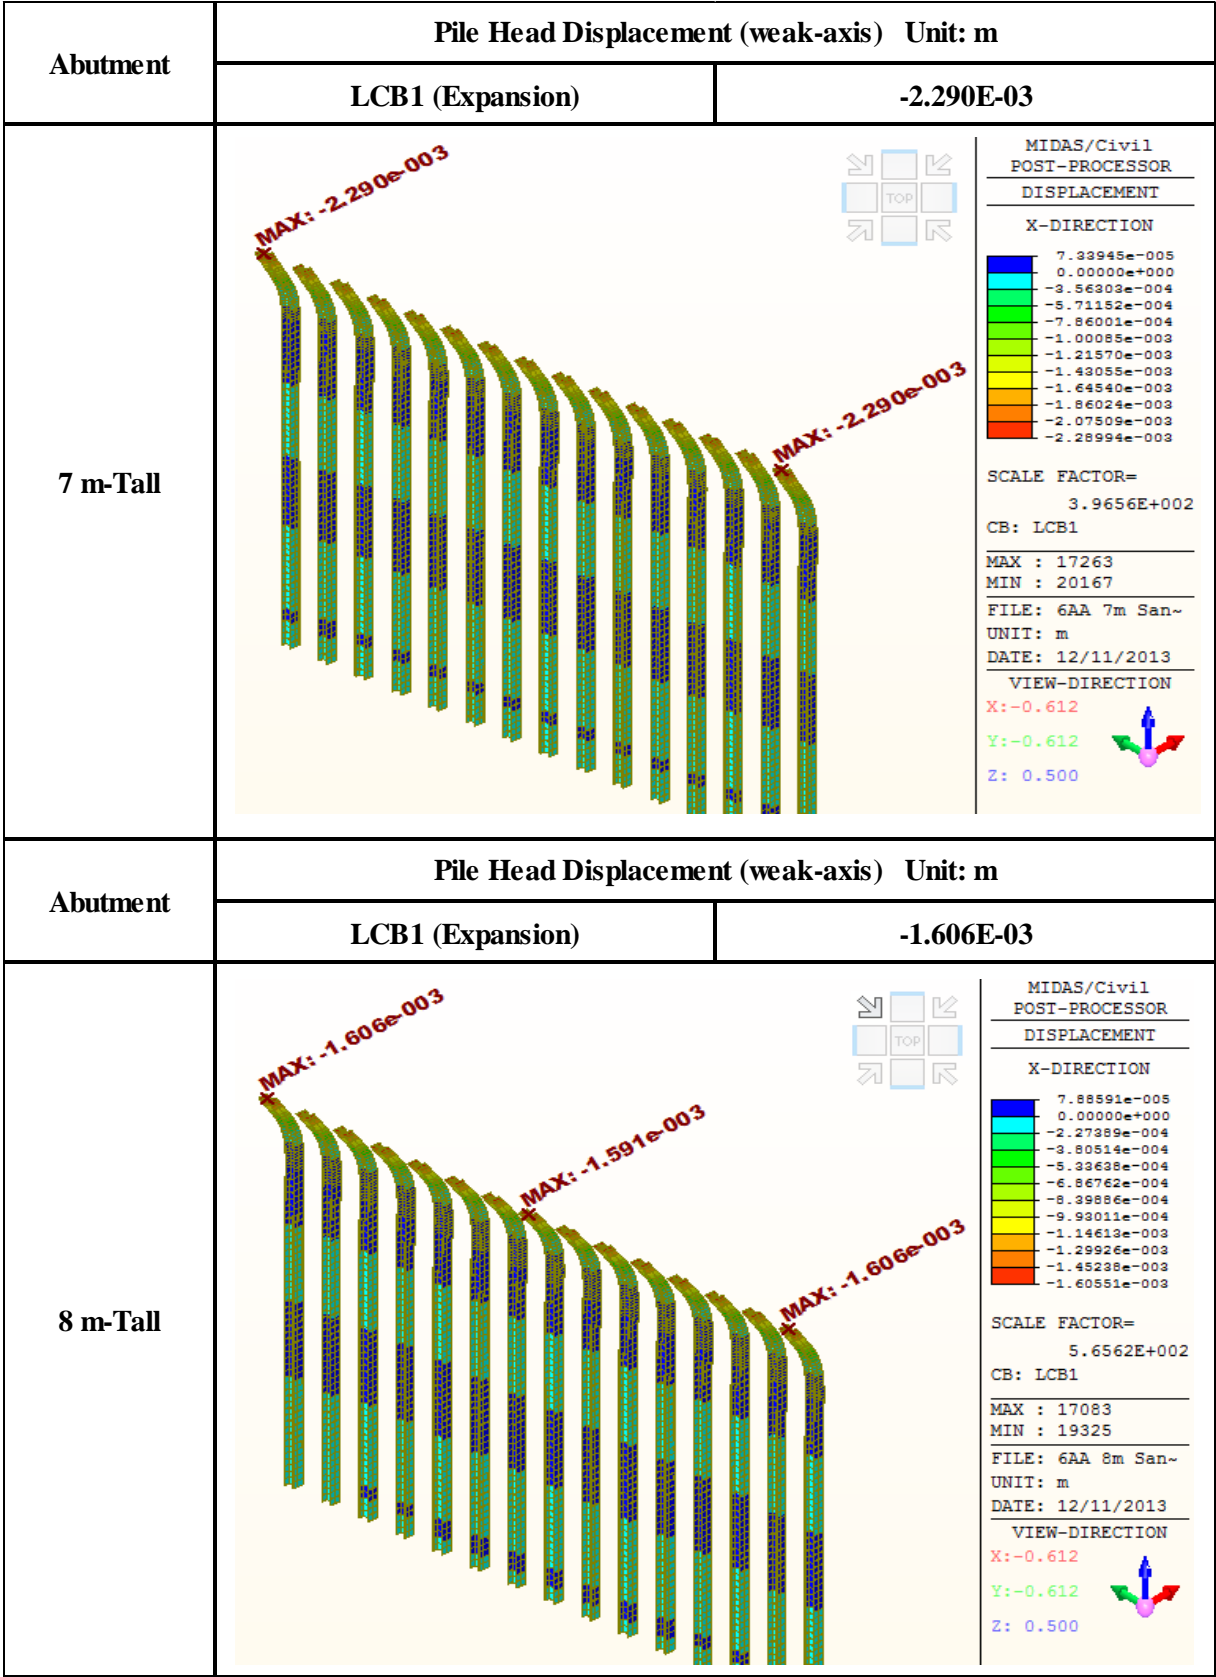 Abutment
Pile Head Displacement (weak-axis) Unit: m
LCB1 (Expansion)
-2.290E-03
7 m-Tall
MAX: -2.290e-003
MAX: -2.290e-003
TOP
MIDAS/Civil
POST-PROCESSOR
DISPLACEMENT
X-DIRECTION
7.33945e-005
0.00000e+000
-3.56303e-004
-5.71152e-004
-7.86001e-004
-1.00085e-003
-1.21570e-003
-1.43055e-003
-1.64540e-003
-1.86024e-003
-2.07509e-003
-2.28994e-003
SCALE FACTOR=
3.9656E+002
CB: LCB1
MAX : 17263
MIN : 20167
FILE: 6AA 7m San~
UNIT: m
DATE: 12/11/2013
VIEW-DIRECTION
X:-0.612
Y:-0.612
Z: 0.500
Abutment
Pile Head Displacement (weak-axis) Unit: m
LCB1 (Expansion)
-1.606E-03
8 m-Tall
MAX: -1.606e-003
MAX: -1.591e-003
MAX: -1.606e-003
TOP
MIDAS/Civil
POST-PROCESSOR
DISPLACEMENT
X-DIRECTION
7.88591e-005
0.00000e+000
-2.27389e-004
-3.80514e-004
-5.33638e-004
-6.86762e-004
-8.39886e-004
-9.93011e-004
-1.14613e-003
-1.29926e-003
-1.45238e-003
-1.60551e-003
SCALE FACTOR=
5.6562E+002
CB: LCB1
MAX : 17083
MIN : 19325
FILE: 6AA 8m San~
UNIT: m
DATE: 12/11/2013
VIEW-DIRECTION
X:-0.612
Y:-0.612
Z: 0.500